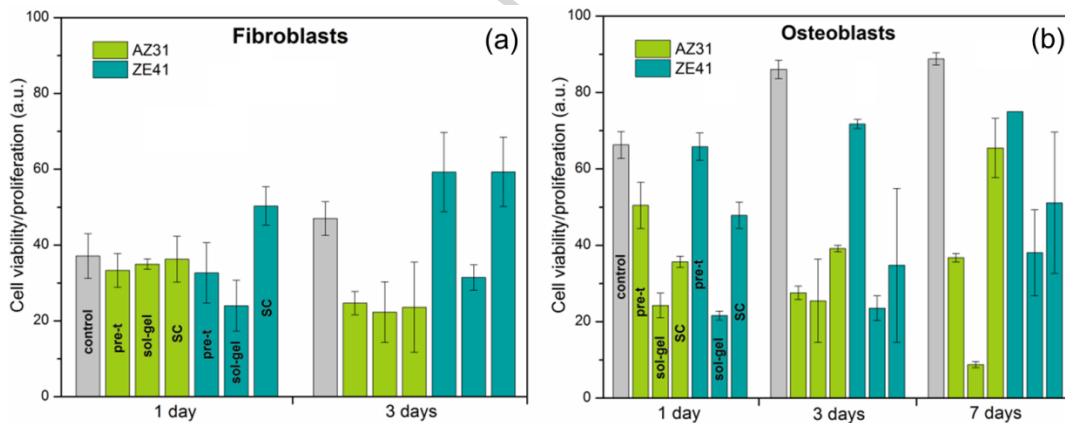 Fibroblasts
(a)
AZ31
ZE41
Cell viability/proliferation (a.u.)
100
80
60
40
20
0
control
pre-t
sol-gel
SC
pre-t
sol-gel
SC
1 day
3 days
Osteoblasts
(b)
AZ31
ZE41
Cell viability/proliferation (a.u.)
100
80
60
40
20
0
control
pre-t
sol-gel
SC
pre-t
sol-gel
SC
1 day
3 days
7 days